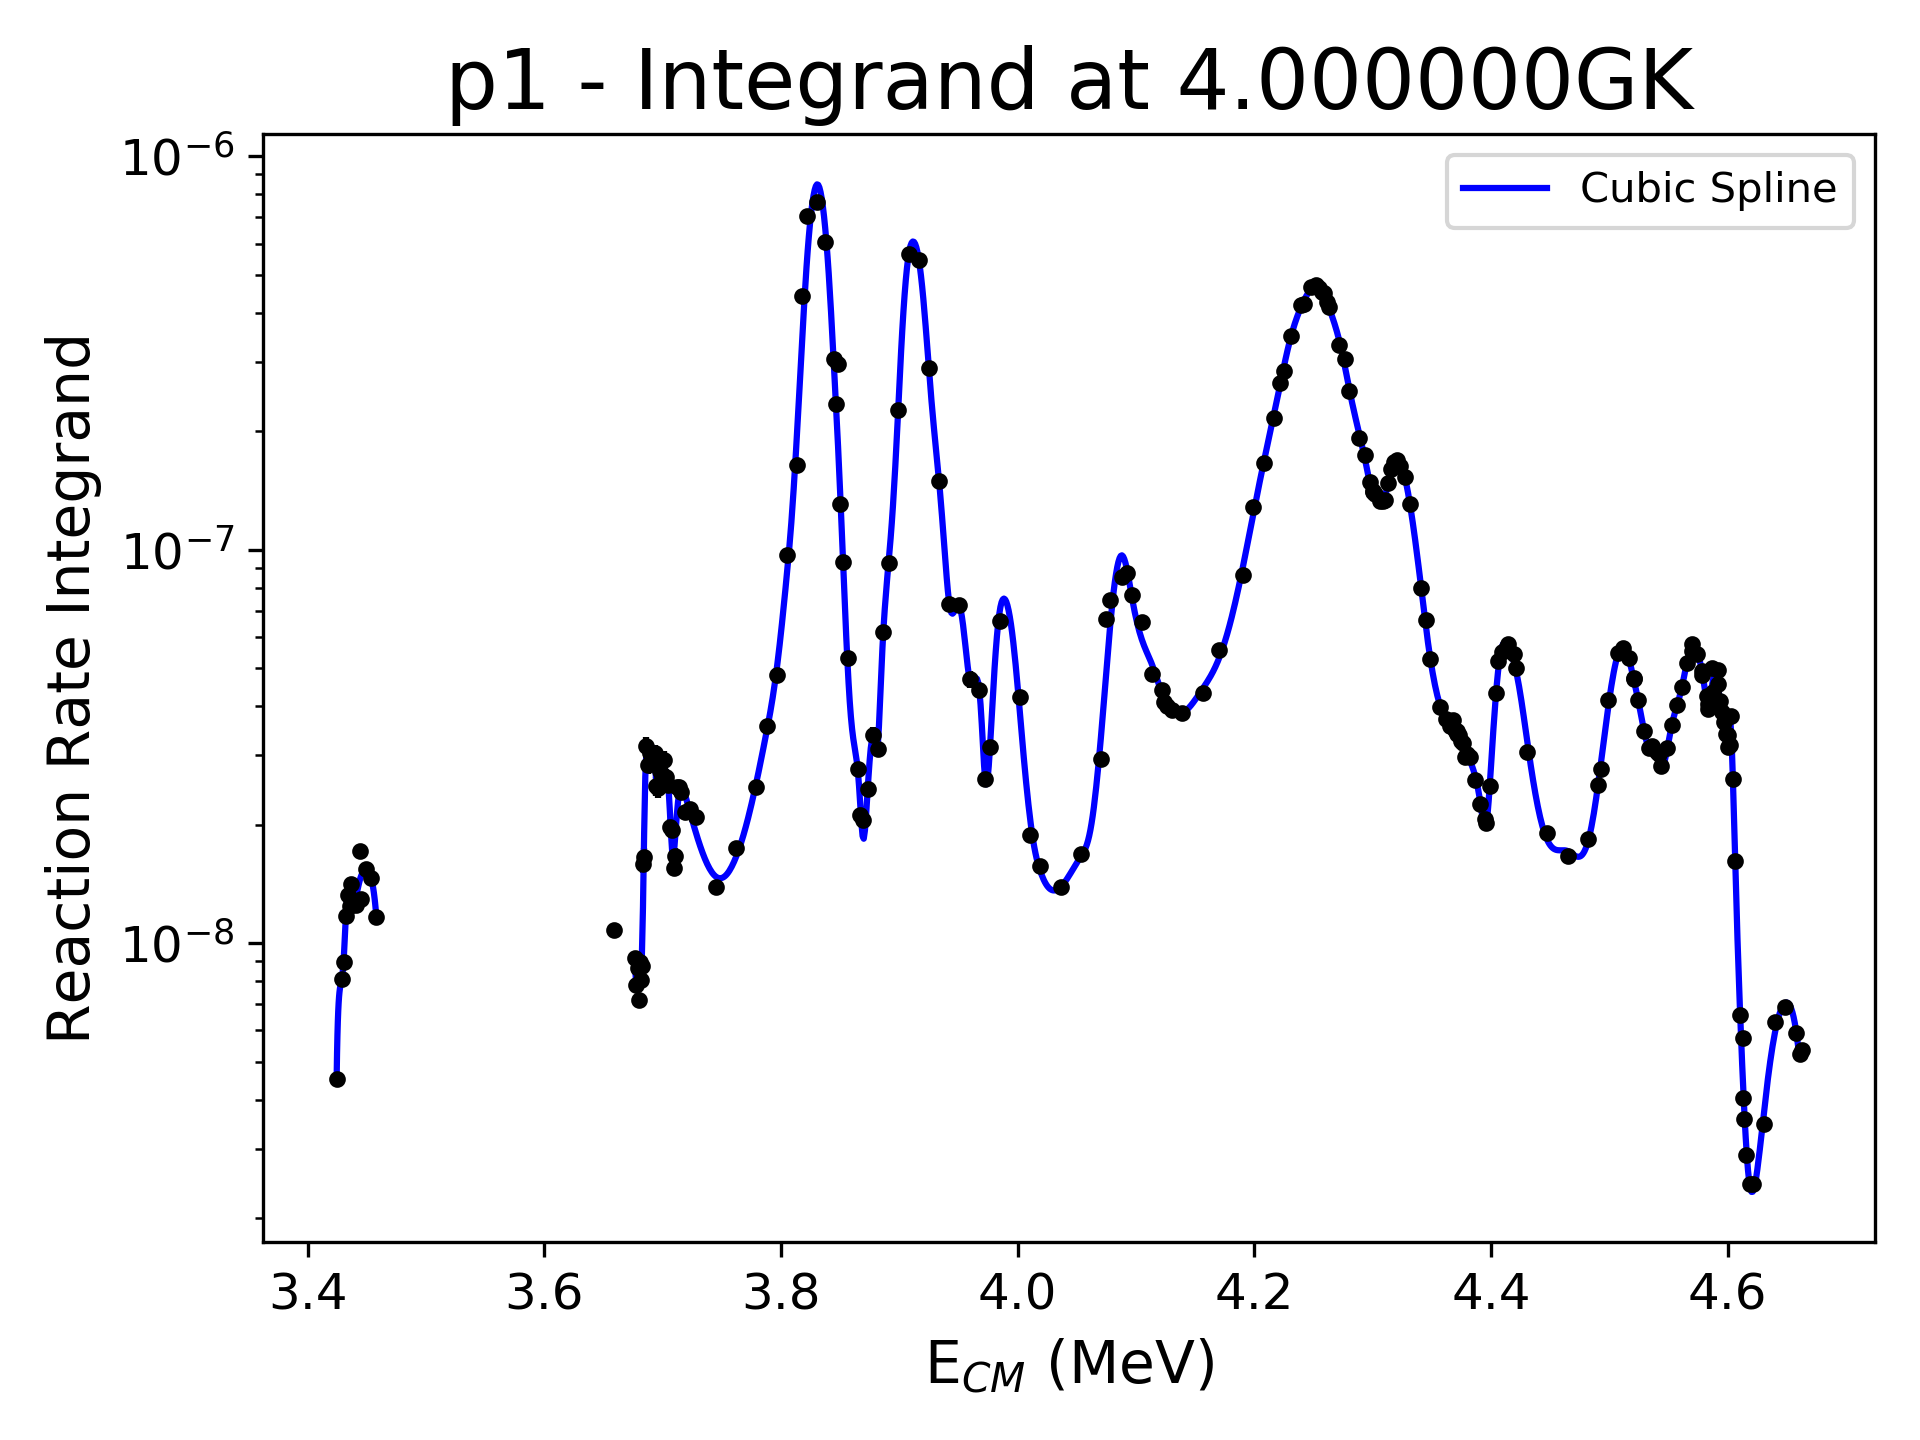 p1 - Integrand at 4.000000GK
Cubic Spline
Reaction Rate Integrand
10⁻⁶
10⁻⁷
10⁻⁸
3.4 3.6 3.8 4.0 4.2 4.4 4.6
E_CM (MeV)